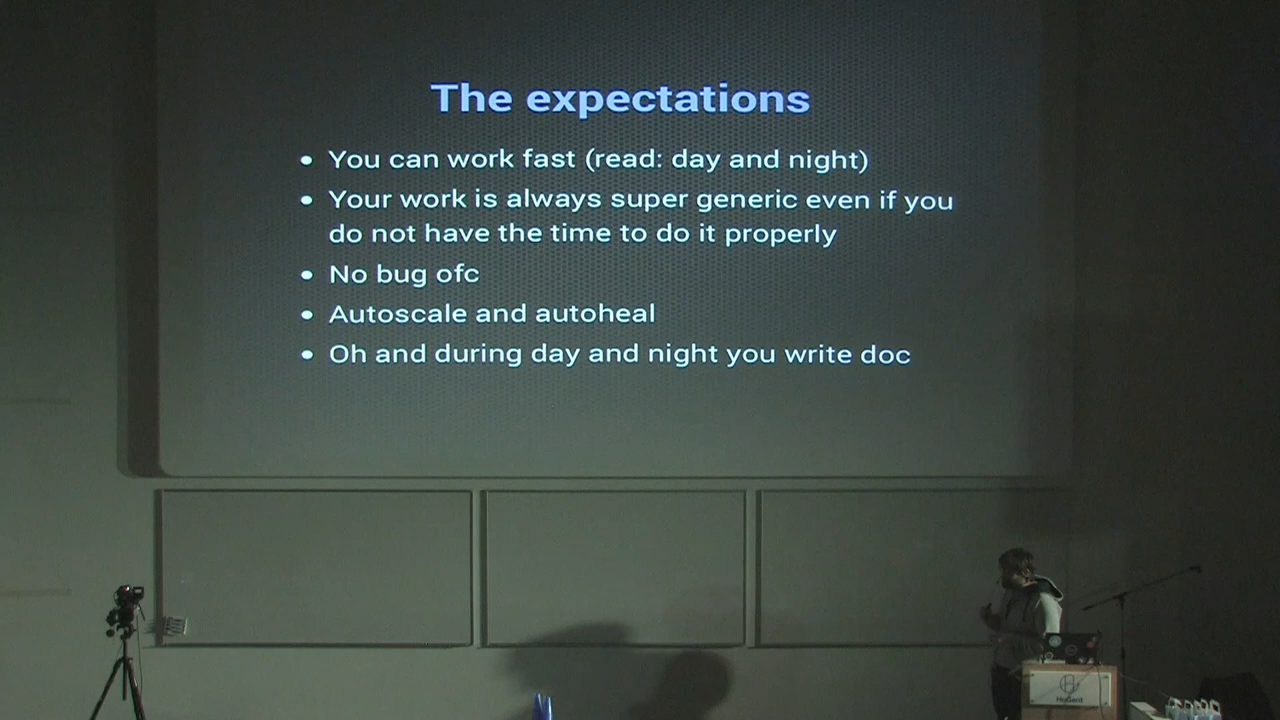 The expectations
• You can work fast (read: day and night)
• Your work is always super generic even if you
do not have the time to do it properly
• No bug ofc
• Autoscale and autoheal
• Oh and during day and night you write doc
HoGent